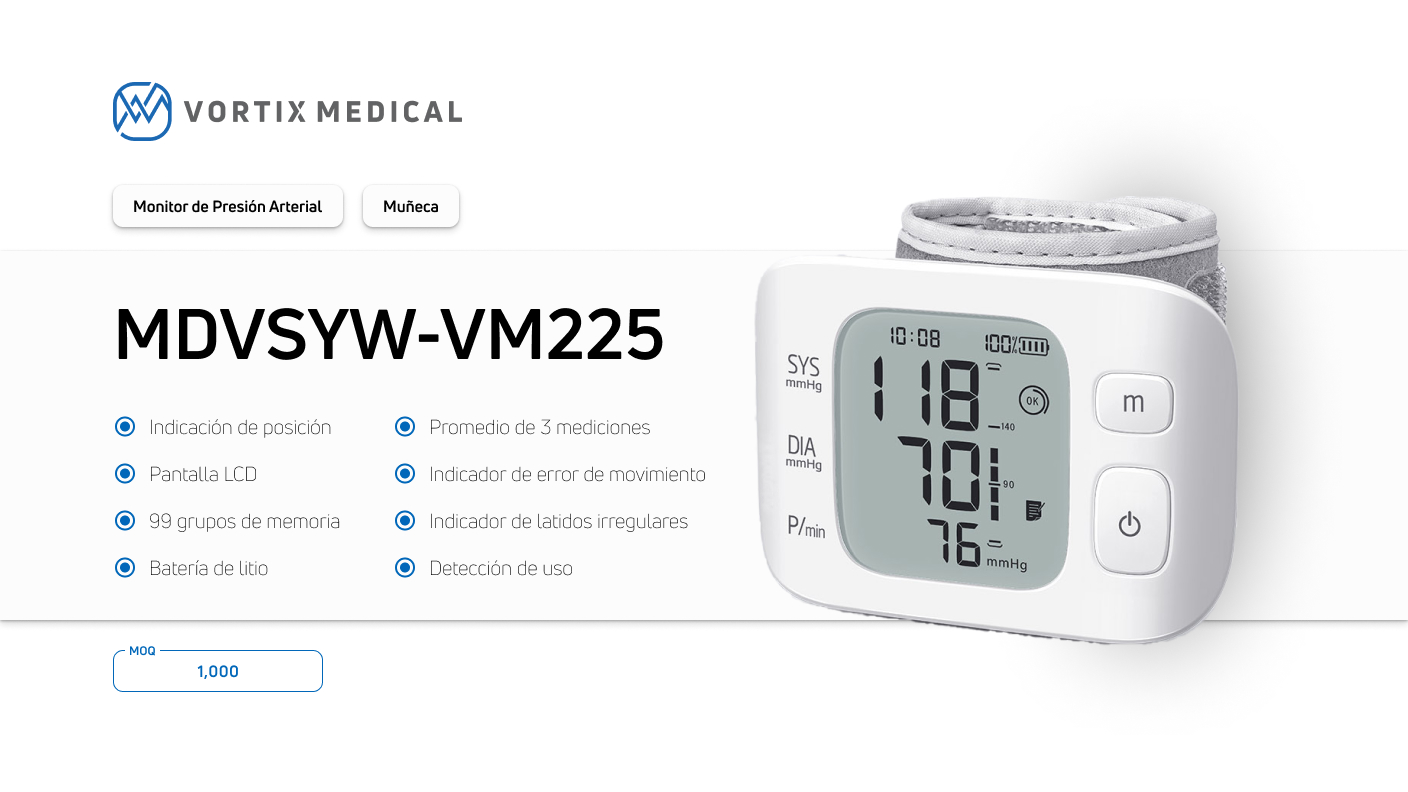 VORTIX MEDICAL
Monitor de Presión Arterial
Muñeca
MDVSYW-VM225
Indicación de posición
Promedio de 3 mediciones
Pantalla LCD
Indicador de error de movimiento
99 grupos de memoria
Indicador de latidos irregulares
Batería de litio
Detección de uso
MOQ
1,000
10:08
100%
SYS
mmHg
118
OK
140
DIA
mmHg
70
90
P/min
76
mmHg
m